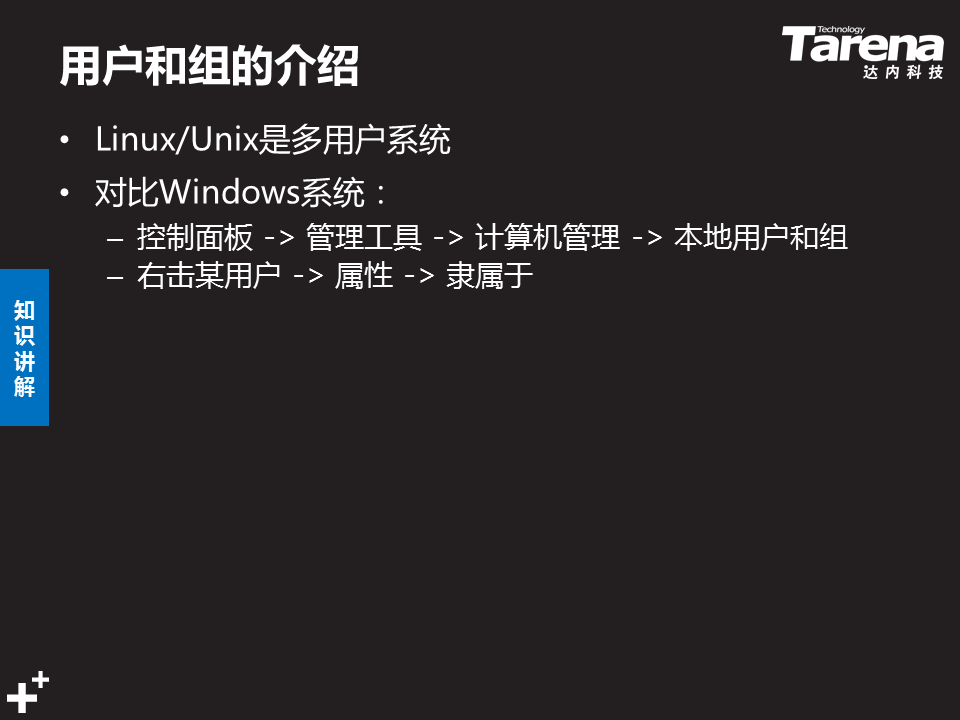 用户和组的介绍
Technology
Tarena
达内科技
• Linux/Unix是多用户系统
• 对比Windows系统：
– 控制面板 -> 管理工具 -> 计算机管理 -> 本地用户和组
– 右击某用户 -> 属性 -> 隶属于
知
识
讲
解